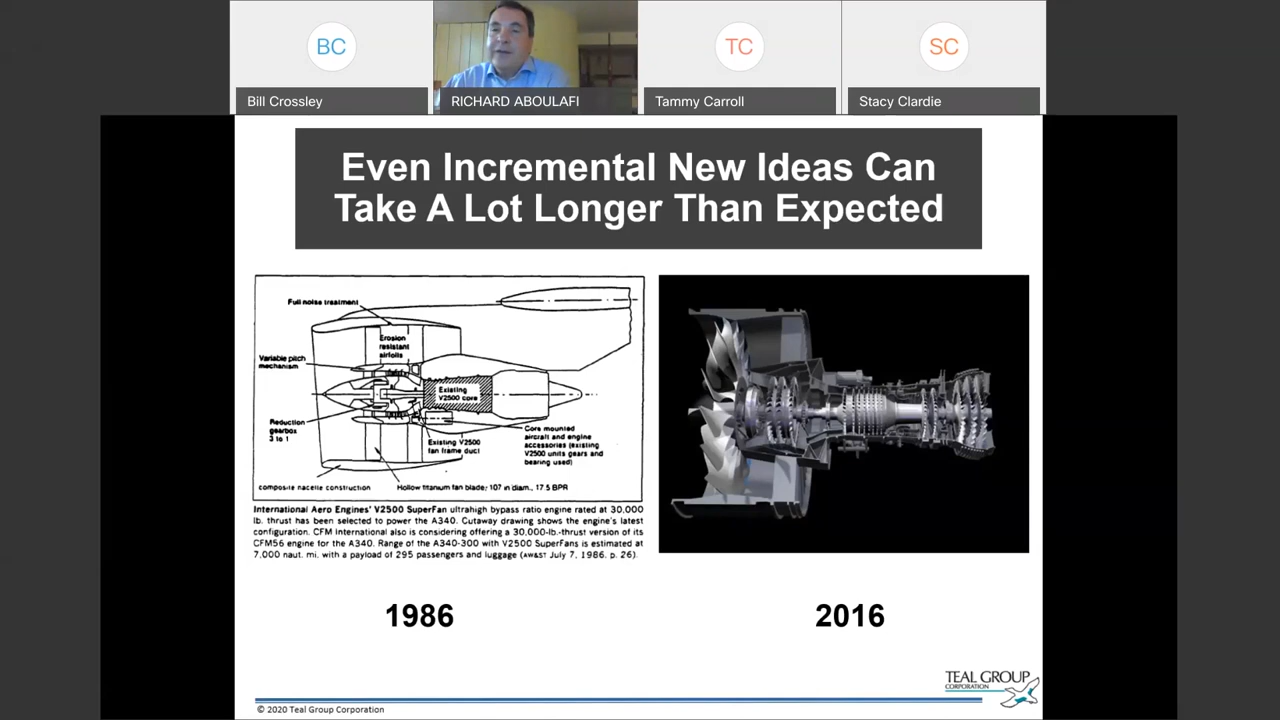 BC
TC
SC
Bill Crossley
RICHARD ABOULAFI
Tammy Carroll
Stacy Clardie
Even Incremental New Ideas Can
Take A Lot Longer Than Expected
Full noise treatment
Erosion
resistant
airfoils
Variable pitch
mechanism
Existing
V2500 core
Reduction
gearbox
3 to 1
Existing V2500
fan frame duct
Core mounted
aircraft and engine
accessories (existing
V2500 units gears and
bearing used)
composite nacelle construction
Hollow titanium fan blade; 107 in diam., 17.5 BPR
International Aero Engines' V2500 SuperFan ultrahigh bypass ratio engine rated at 30,000
lb. thrust has been selected to power the A340. Cutaway drawing shows the engine's latest
configuration. CFM International also is considering offering a 30,000-lb.-thrust version of its
CFM56 engine for the A340. Range of the A340-300 with V2500 SuperFans is estimated at
7,000 naut. mi. with a payload of 295 passengers and luggage (AW&ST July 7, 1986. p. 26).
1986
2016
TEAL GROUP
CORPORATION
© 2020 Teal Group Corporation